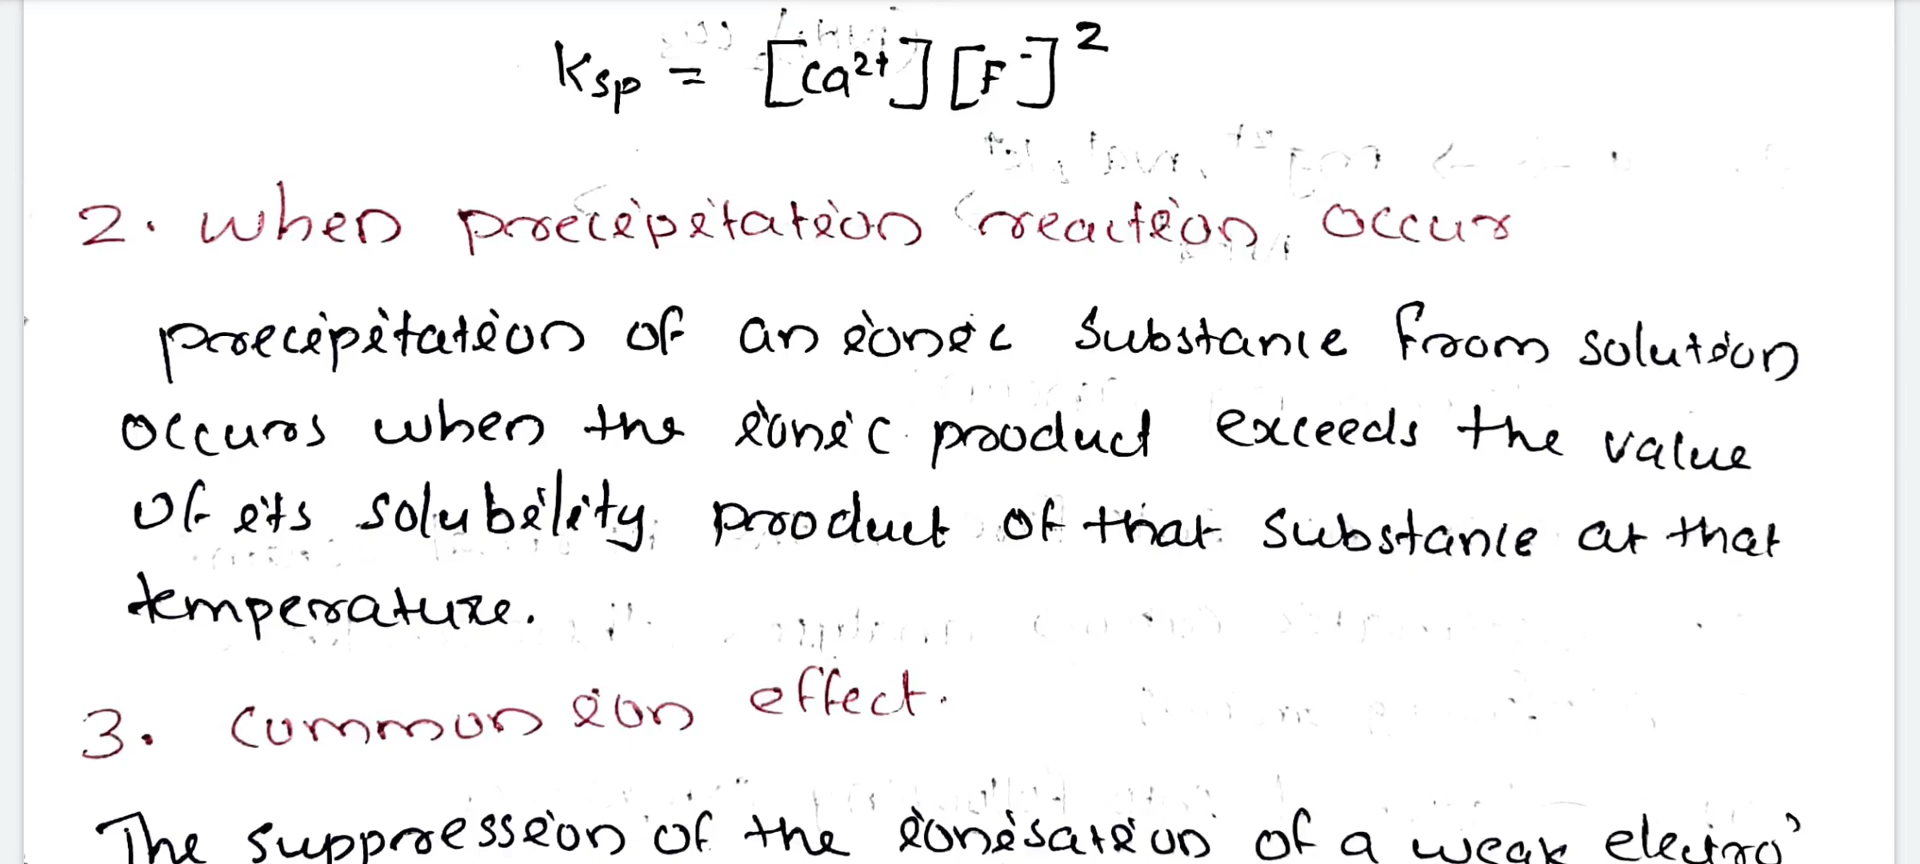 Ksp = [Ca²⁺] [F⁻]²
2. When precipitation reaction occur
precipitation of an ionic substance from solution
occurs when the ionic product exceeds the value
of its solubility product of that substance at that
temperature.
3. Common ion effect.
The suppression of the ionisation of a weak electro